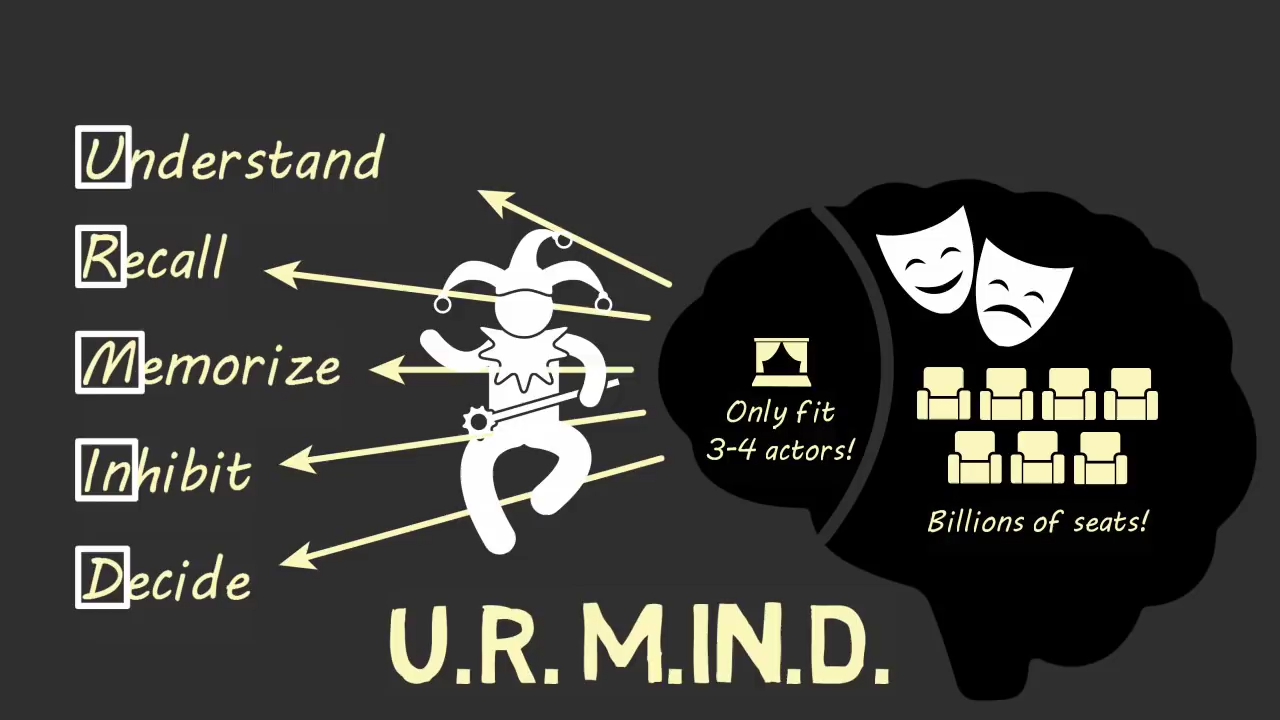 Understand
Recall
Memorize
Inhibit
Decide
Only fit
3-4 actors!
Billions of seats!
U.R. M.IN.D.